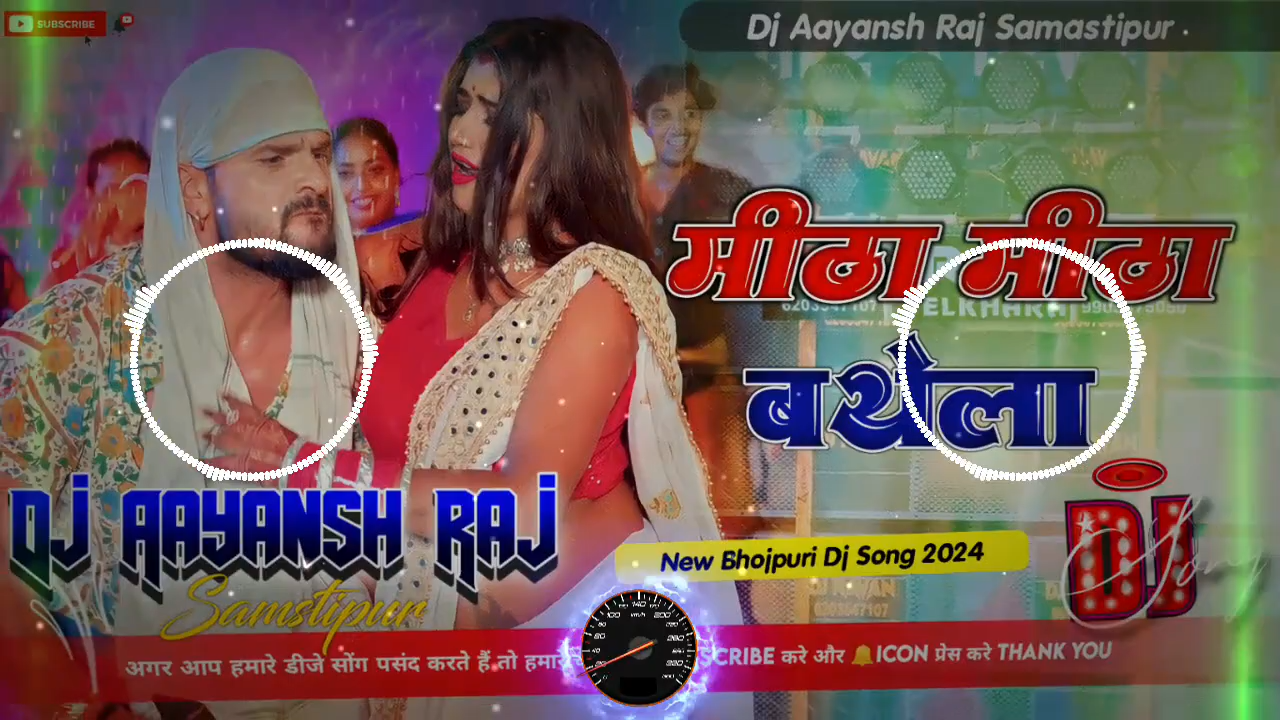 SUBSCRIBE
Dj Aayansh Raj Samastipur
मीठा मीठा
बथेला
DJ AAYANSH RAJ
Samstipur
New Bhojpuri Dj Song 2024
DJ
Song
अगर आप हमारे डीजे सोंग पसंद करते हैं तो हमारे
SCRIBE करे और 🔔ICON प्रेस करे THANK YOU